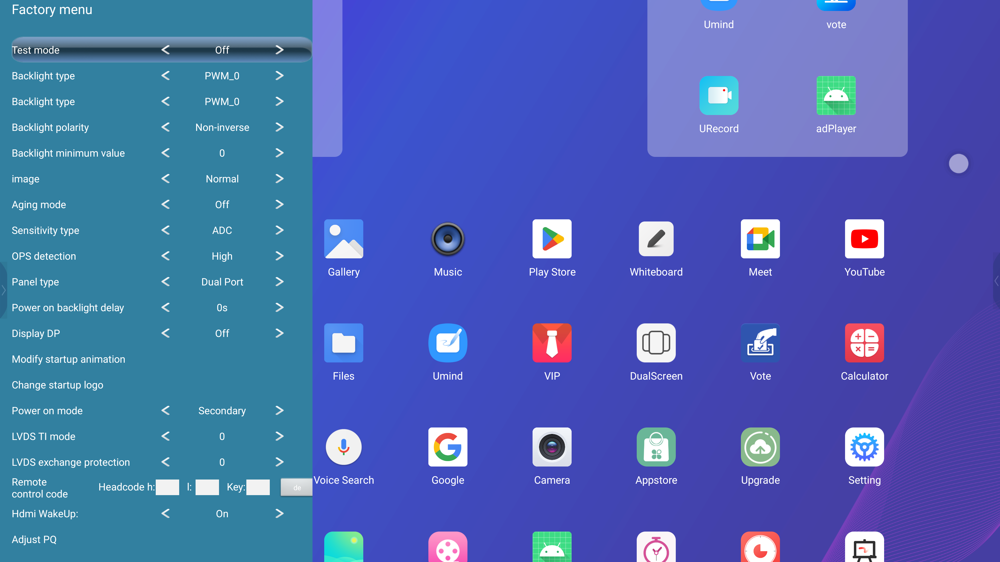 Factory menu
Test mode Off
Backlight type PWM_0
Backlight type PWM_0
Backlight polarity Non-inverse
Backlight minimum value 0
image Normal
Aging mode Off
Sensitivity type ADC
OPS detection High
Panel type Dual Port
Power on backlight delay 0s
Display DP Off
Modify startup animation
Change startup logo
Power on mode Secondary
LVDS TI mode 0
LVDS exchange protection 0
Remote
control code
Headcode h: l: Key: de
Hdmi WakeUp: On
Adjust PQ
Umind vote
URecord adPlayer
Gallery Music Play Store Whiteboard Meet YouTube
Files Umind VIP DualScreen Vote Calculator
Voice Search Google Camera Appstore Upgrade Setting